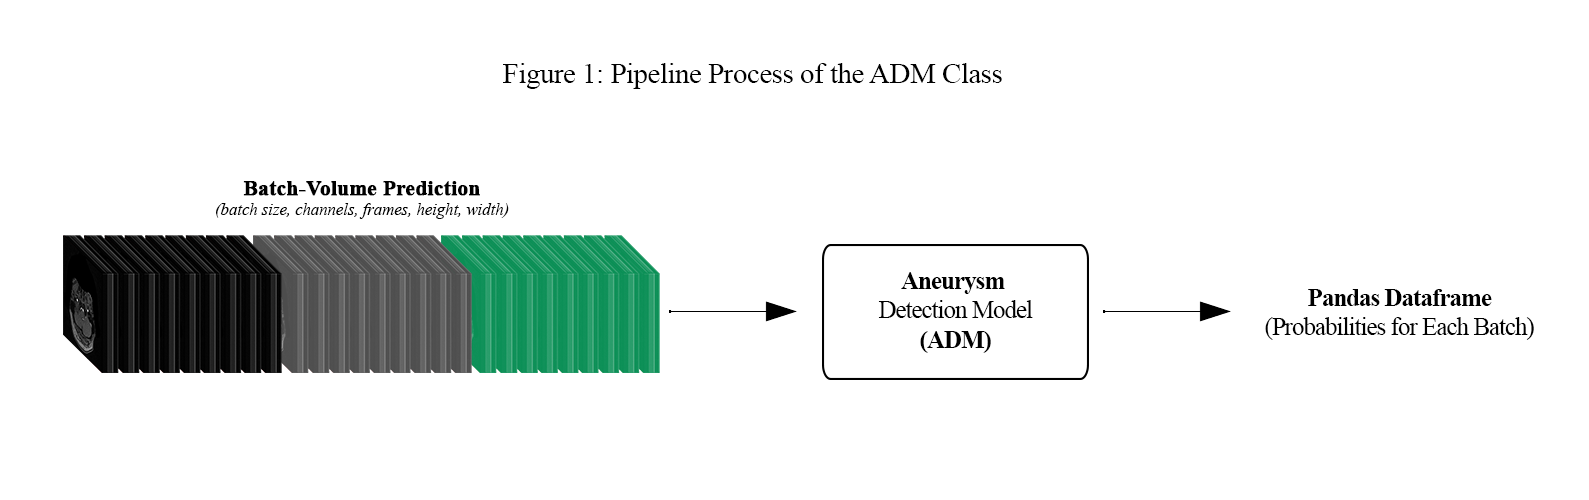 Figure 1: Pipeline Process of the ADM Class
Batch-Volume Prediction
(batch size, channels, frames, height, width)
Aneurysm
Detection Model
(ADM)
Pandas Dataframe
(Probabilities for Each Batch)